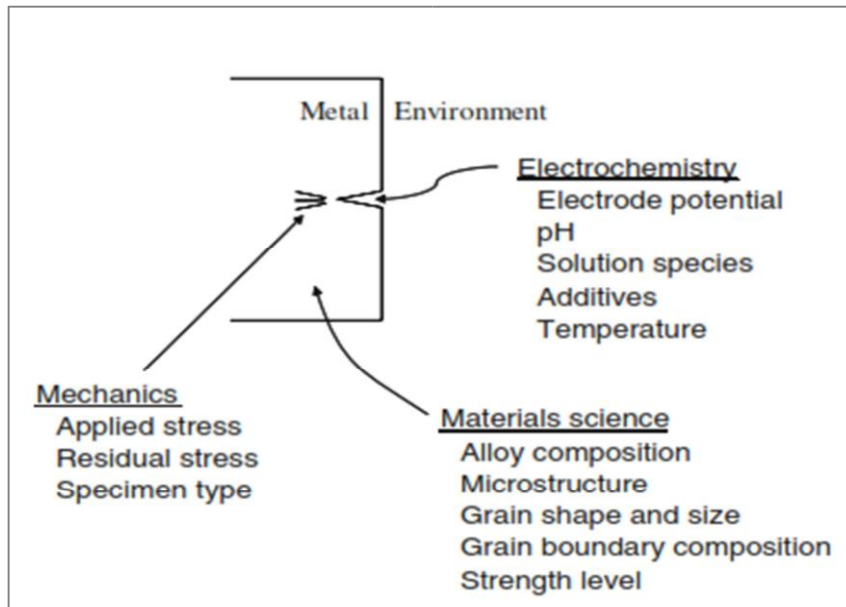 Metal Environment
Electrochemistry
Electrode potential
pH
Solution species
Additives
Temperature
Mechanics
Applied stress
Residual stress
Specimen type
Materials science
Alloy composition
Microstructure
Grain shape and size
Grain boundary composition
Strength level